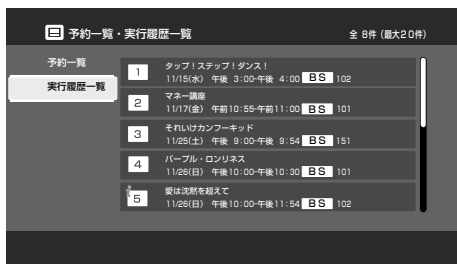 予約一覧・実行履歴一覧
全 8件 (最大20件)
予約一覧
実行履歴一覧
1 タップ！ステップ！ダンス！
11/15(水) 午後 3:00-午後 4:00 BS 102
2 マネー講座
11/17(金) 午前10:55-午前11:00 BS 101
3 それいけカンフーキッド
11/25(土) 午後 9:00-午後 9:54 BS 151
4 パープル・ロンリネス
11/26(日) 午後10:00-午後10:30 BS 101
5 愛は沈黙を超えて
11/26(日) 午後10:00-午後11:54 BS 102